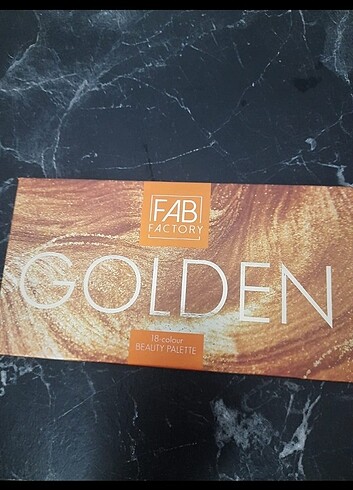 FAB
FACTORY
GOLDEN
18 colour
BEAUTY PALETTE